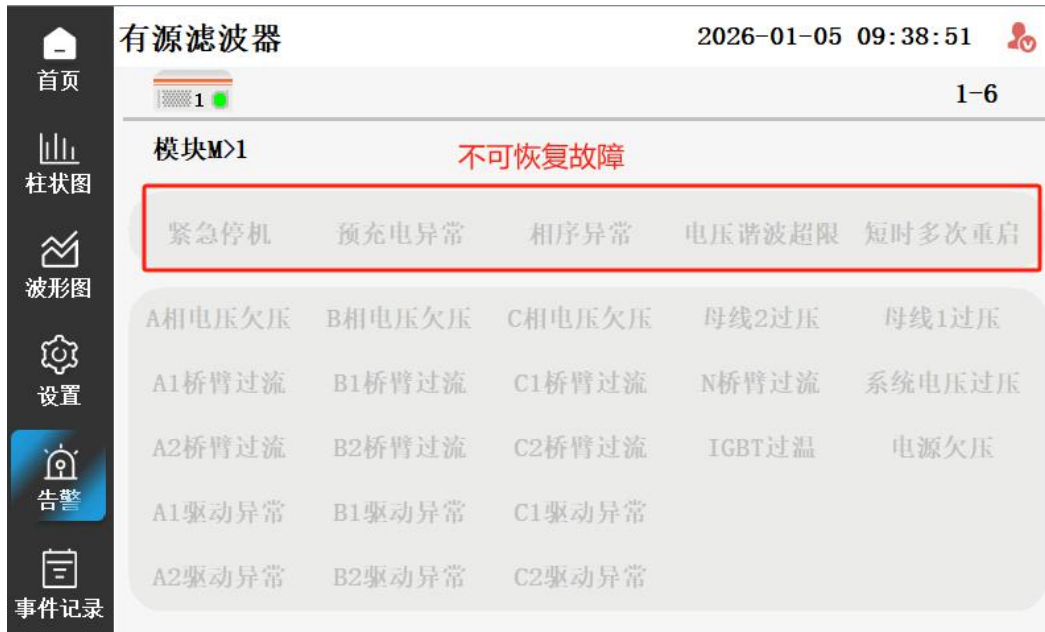 有源滤波器 2026-01-05 09:38:51
首页
1 1-6
模块M>1 不可恢复故障
柱状图
紧急停机 预充电异常 相序异常 电压谐波超限 短时多次重启
波形图
A相电压欠压 B相电压欠压 C相电压欠压 母线2过压 母线1过压
A1桥臂过流 B1桥臂过流 C1桥臂过流 N桥臂过流 系统电压过压
设置
A2桥臂过流 B2桥臂过流 C2桥臂过流 IGBT过温 电源欠压
告警
A1驱动异常 B1驱动异常 C1驱动异常
A2驱动异常 B2驱动异常 C2驱动异常
事件记录